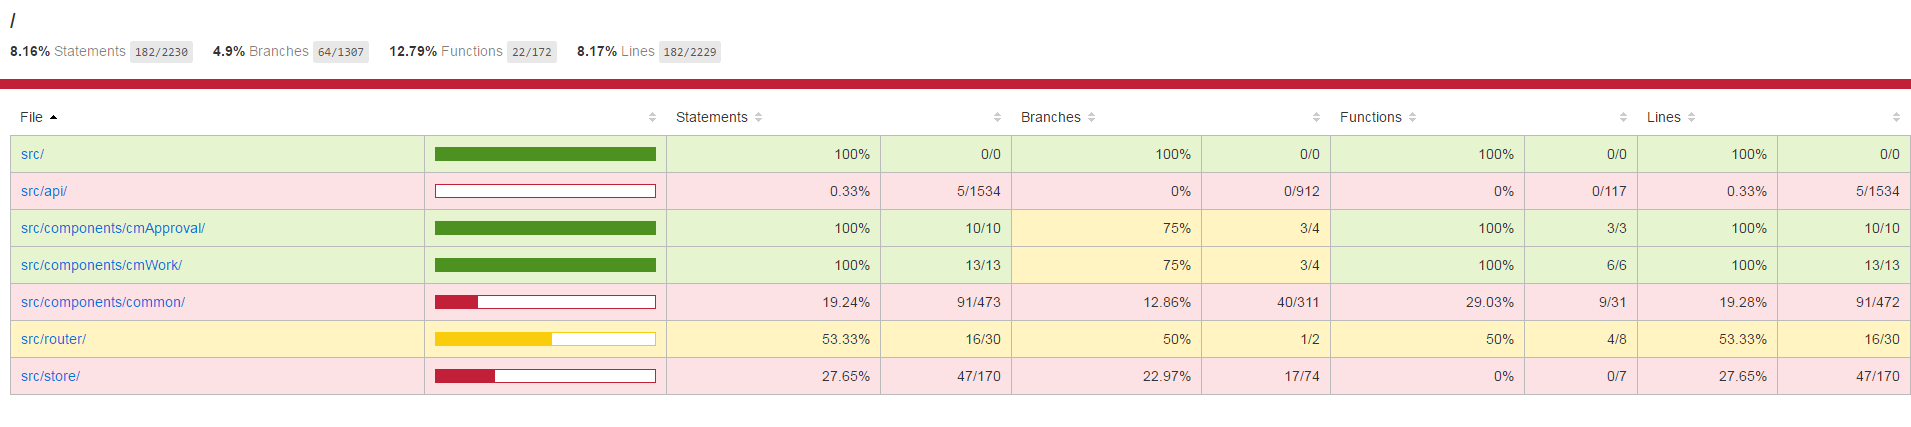 /
8.16% Statements 182/2230 4.9% Branches 64/1307 12.79% Functions 22/172 8.17% Lines 182/2229
File Statements Branches Functions Lines
src/ 100% 0/0 100% 0/0 100% 0/0 100% 0/0
src/api/ 0.33% 5/1534 0% 0/912 0% 0/117 0.33% 5/1534
src/components/cmApproval/ 100% 10/10 75% 3/4 100% 3/3 100% 10/10
src/components/cmWork/ 100% 13/13 75% 3/4 100% 6/6 100% 13/13
src/components/common/ 19.24% 91/473 12.86% 40/311 29.03% 9/31 19.28% 91/472
src/router/ 53.33% 16/30 50% 1/2 50% 4/8 53.33% 16/30
src/store/ 27.65% 47/170 22.97% 17/74 0% 0/7 27.65% 47/170